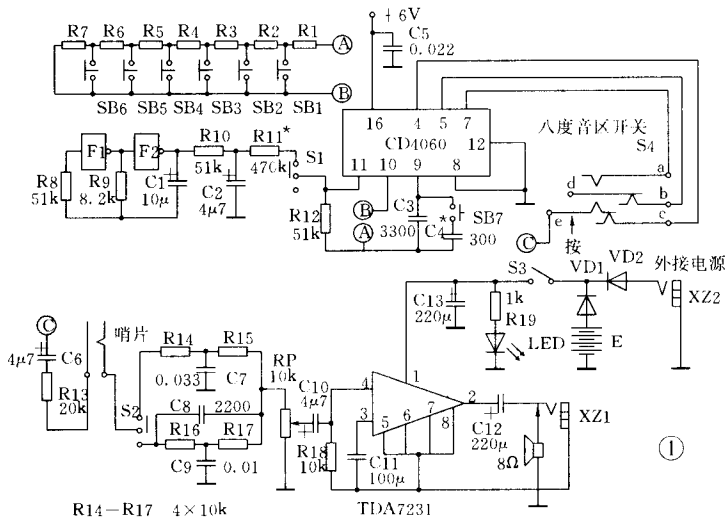 +6V
C5
0.022
R7 R6 R5 R4 R3 R2 R1
A
B
SB6 SB5 SB4 SB3 SB2 SB1
4 5 7
16 CD4060 12
11 10 9 8
八度音区开关
S4
a
d
b
e
c
C
按
F1 F2
R10
51k
R11*
470k
S1
R8
51k
R9
8.2k
C1
10μ
C2
4μ7
R12
51k
B
A
C3
3300
SB7
C4
*
300
S3
VD1
VD2
外接电源
XZ2
C13
220μ
1k
R19
LED
E
C
哨片
4μ7
C6
R13
20k
S2
R14 R15
0.033 C7
C8 2200
R16 R17
C9 0.01
RP
10k
C10
4μ7
R18
10k
C11
100μ
4 1
3 2
5 6 7 8
C12
220μ
8Ω
XZ1
①
R14－R17 4×10k
TDA7231